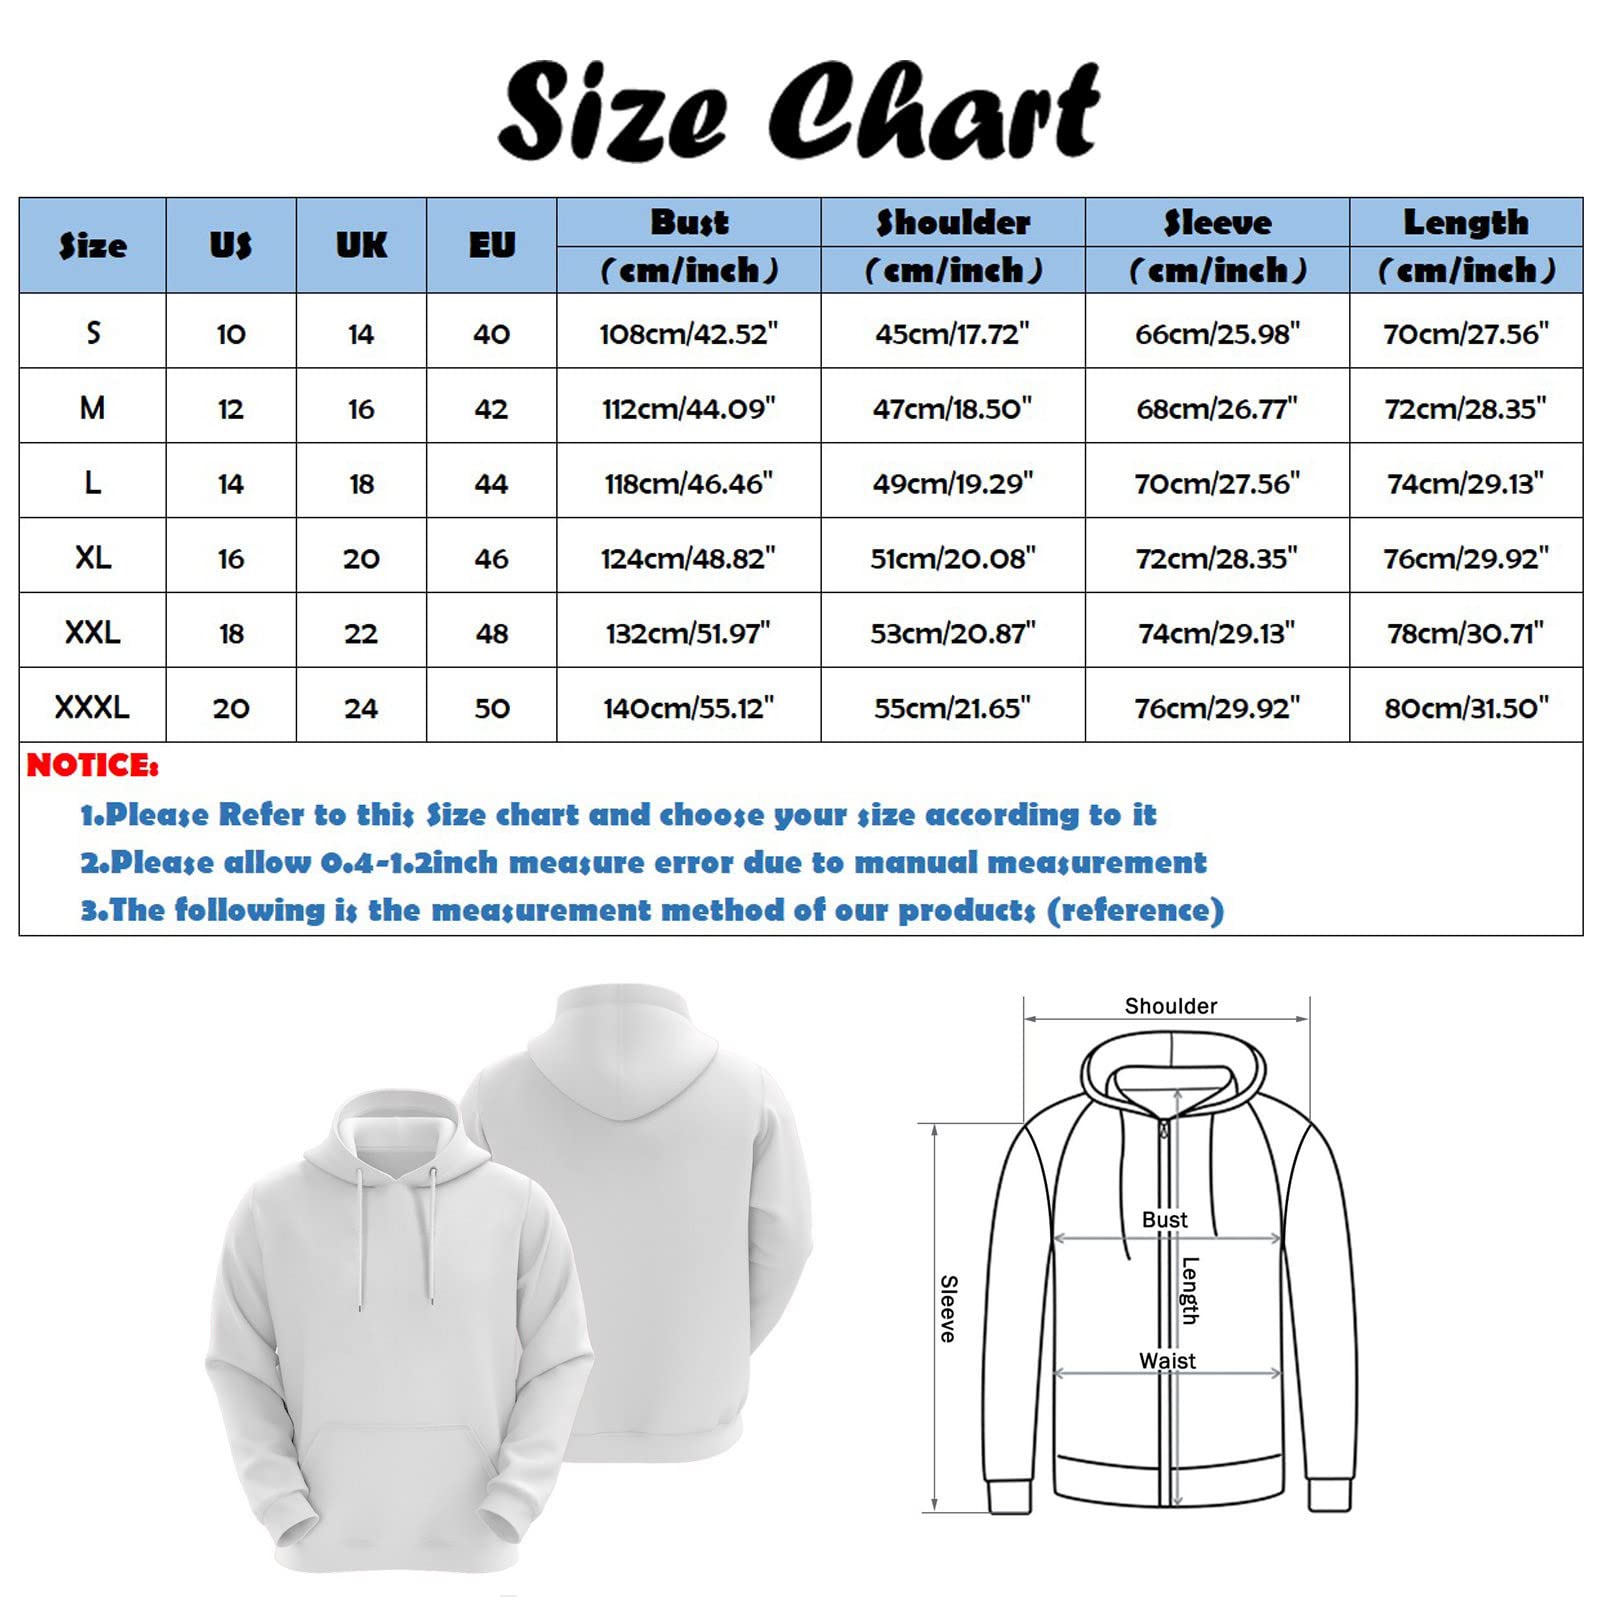 Size Chart
Size US UK EU Bust Shoulder Sleeve Length
(cm/inch) (cm/inch) (cm/inch) (cm/inch)
S 10 14 40 108cm/42.52" 45cm/17.72" 66cm/25.98" 70cm/27.56"
M 12 16 42 112cm/44.09" 47cm/18.50" 68cm/26.77" 72cm/28.35"
L 14 18 44 118cm/46.46" 49cm/19.29" 70cm/27.56" 74cm/29.13"
XL 16 20 46 124cm/48.82" 51cm/20.08" 72cm/28.35" 76cm/29.92"
XXL 18 22 48 132cm/51.97" 53cm/20.87" 74cm/29.13" 78cm/30.71"
XXXL 20 24 50 140cm/55.12" 55cm/21.65" 76cm/29.92" 80cm/31.50"
NOTICE:
1.Please Refer to this Size chart and choose your size according to it
2.Please allow 0.4-1.2inch measure error due to manual measurement
3.The following is the measurement method of our products (reference)
Shoulder
Bust
Length
Sleeve
Waist